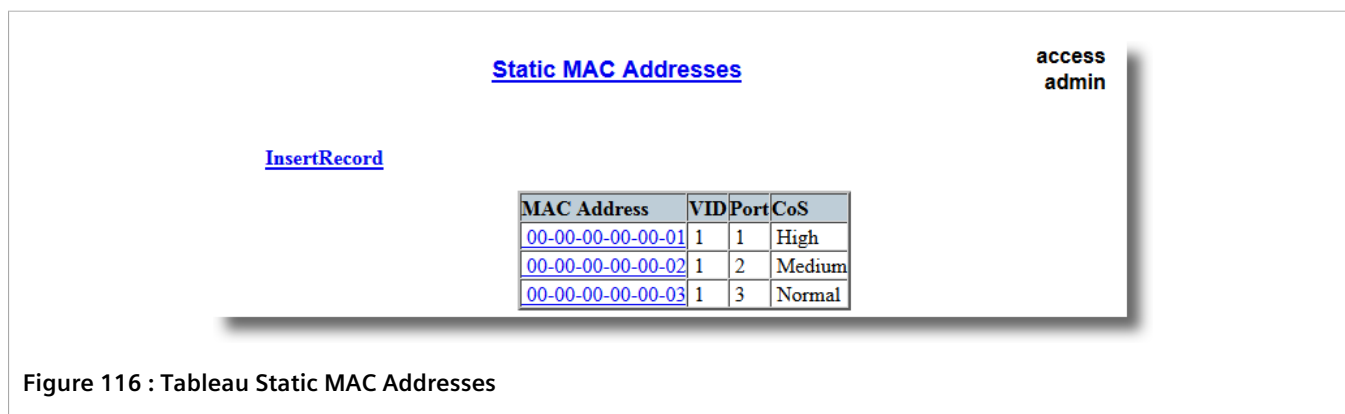 Static MAC Addresses
access
admin
InsertRecord
MAC Address VID Port CoS
00-00-00-00-00-01 1 1 High
00-00-00-00-00-02 1 2 Medium
00-00-00-00-00-03 1 3 Normal
Figure 116 : Tableau Static MAC Addresses